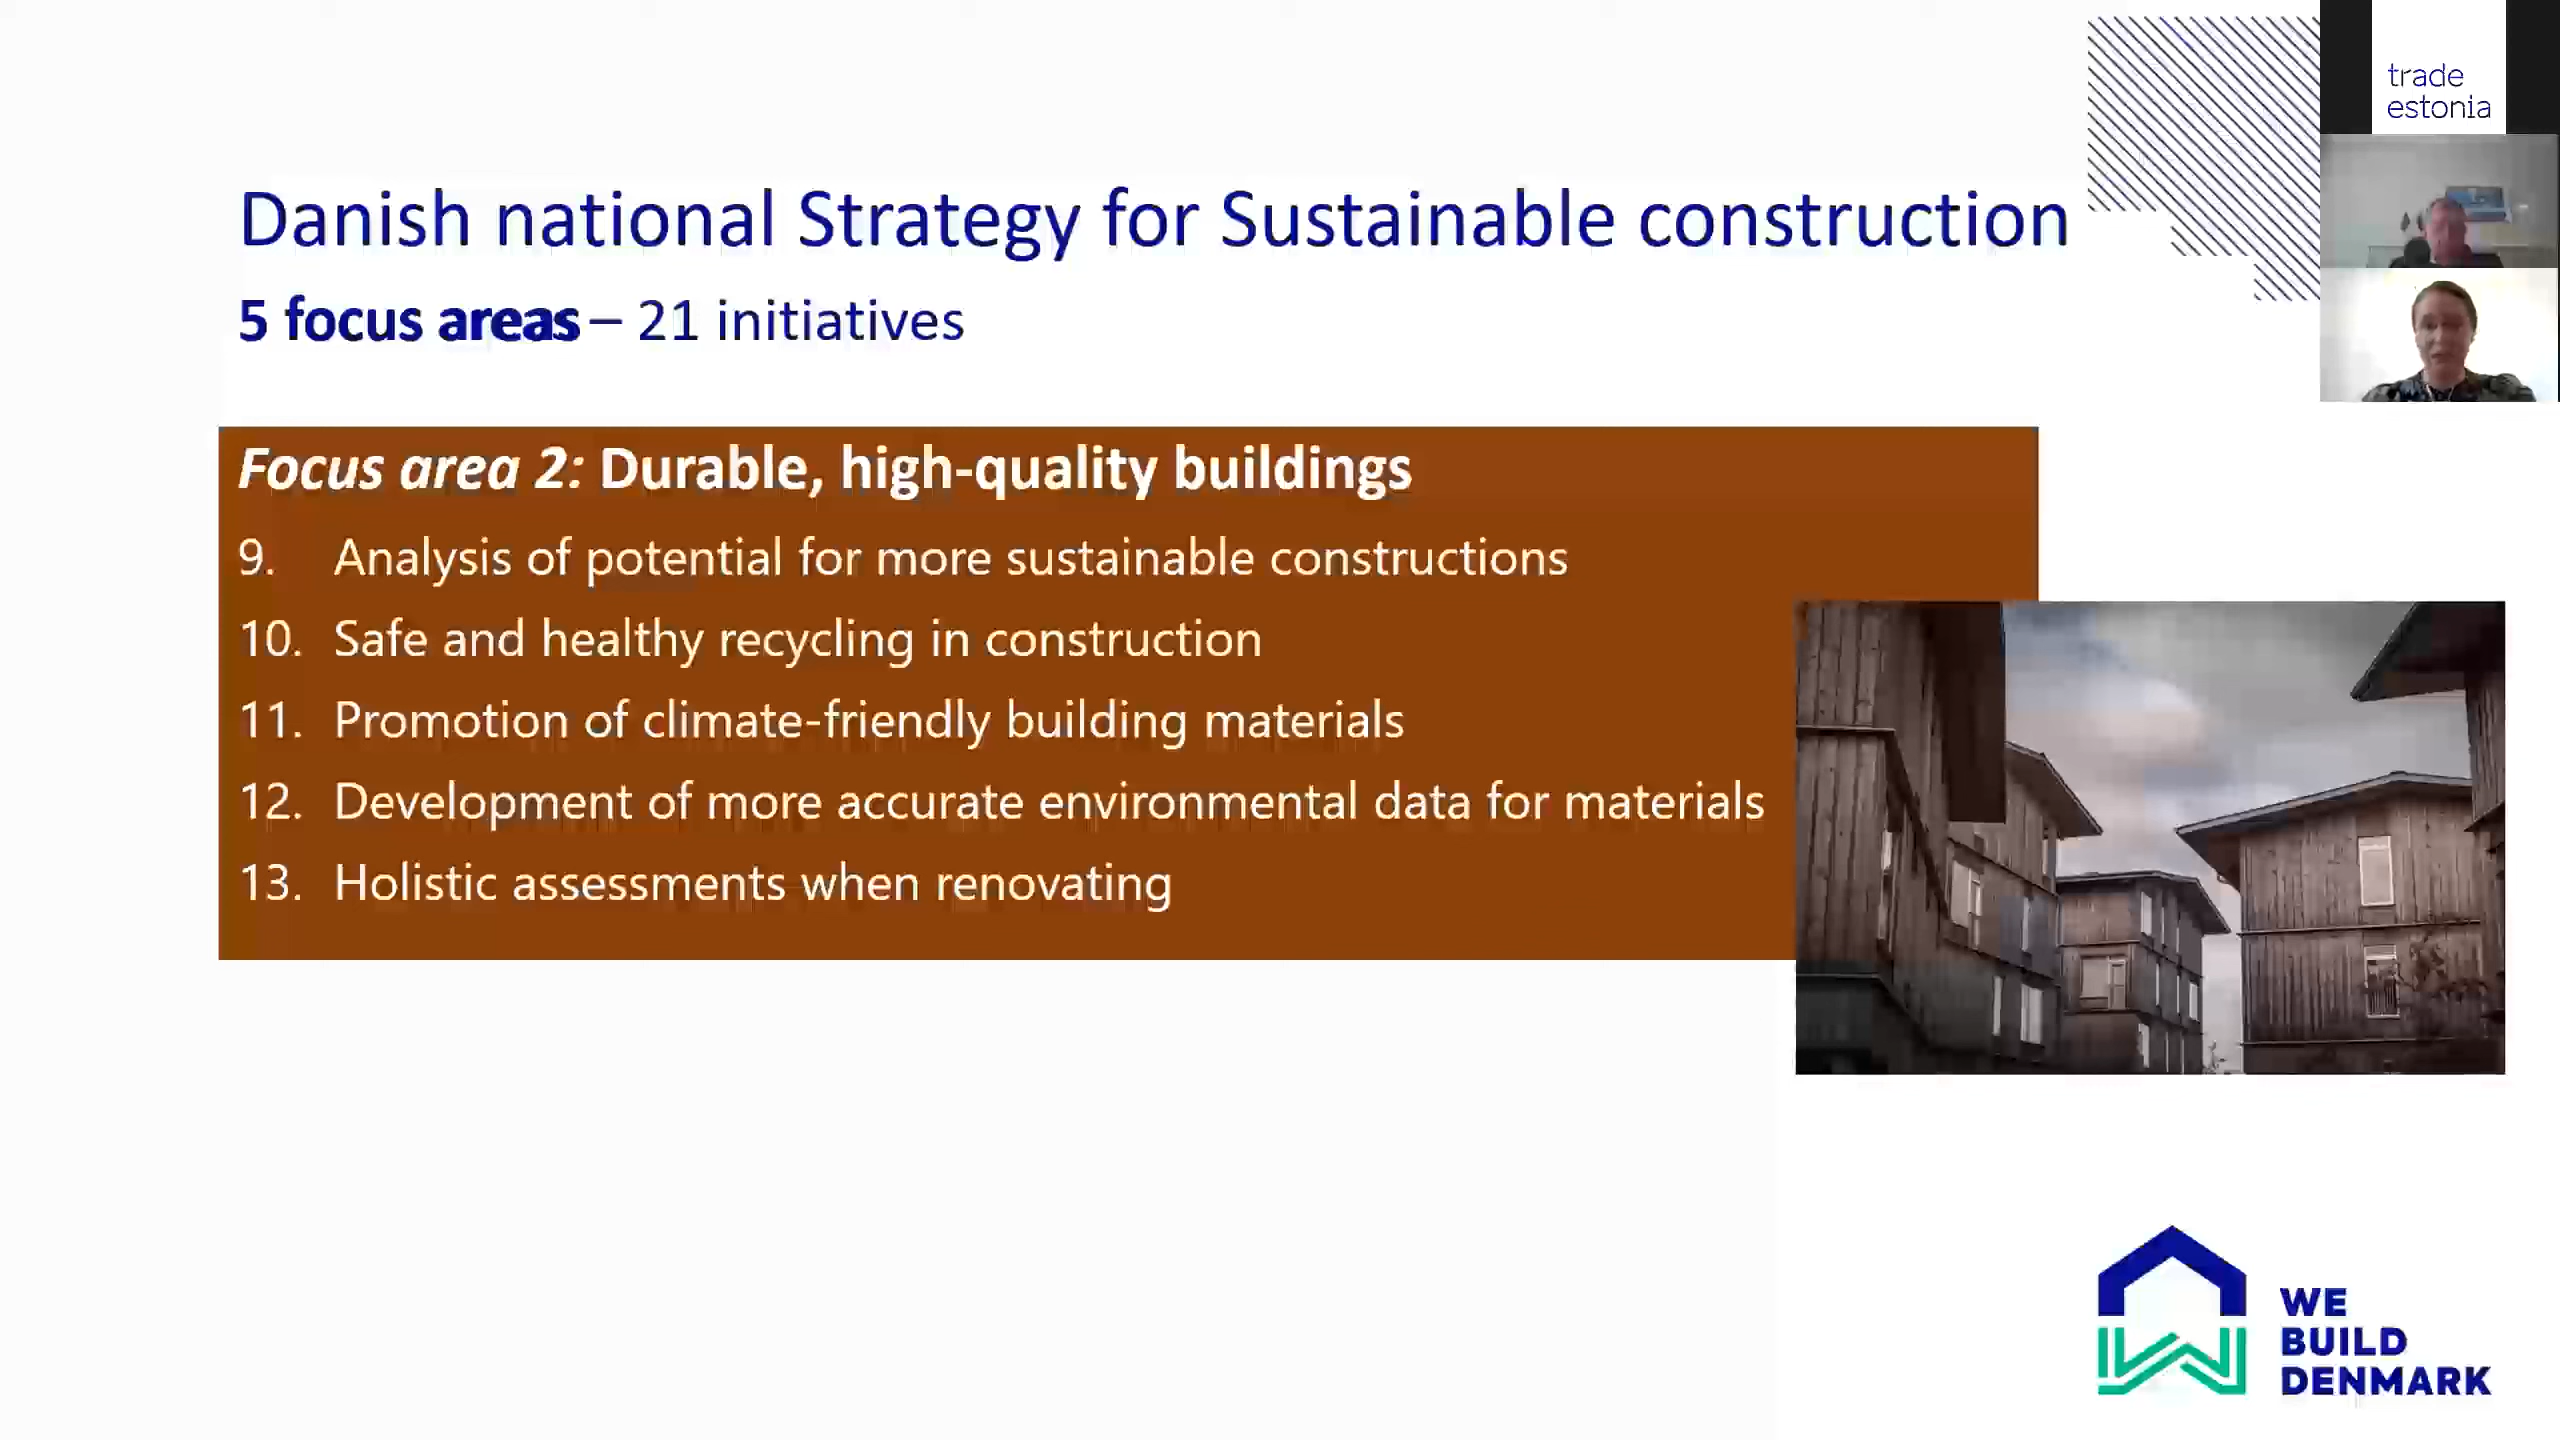 trade
estonia
Danish national Strategy for Sustainable construction
5 focus areas – 21 initiatives
Focus area 2: Durable, high-quality buildings
9. Analysis of potential for more sustainable constructions
10. Safe and healthy recycling in construction
11. Promotion of climate-friendly building materials
12. Development of more accurate environmental data for materials
13. Holistic assessments when renovating
WE
BUILD
DENMARK